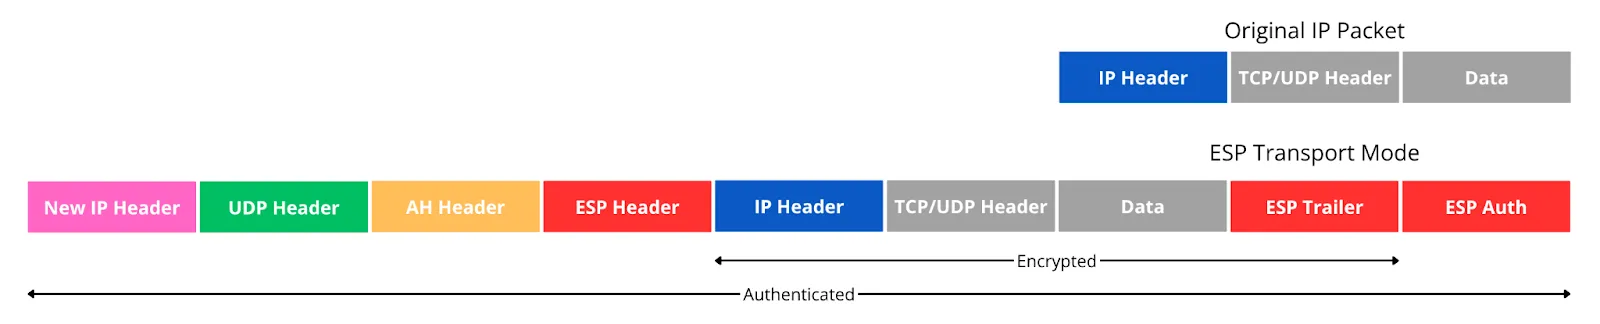 Original IP Packet
IP Header TCP/UDP Header Data
ESP Transport Mode
New IP Header UDP Header AH Header ESP Header IP Header TCP/UDP Header Data ESP Trailer ESP Auth
Encrypted
Authenticated